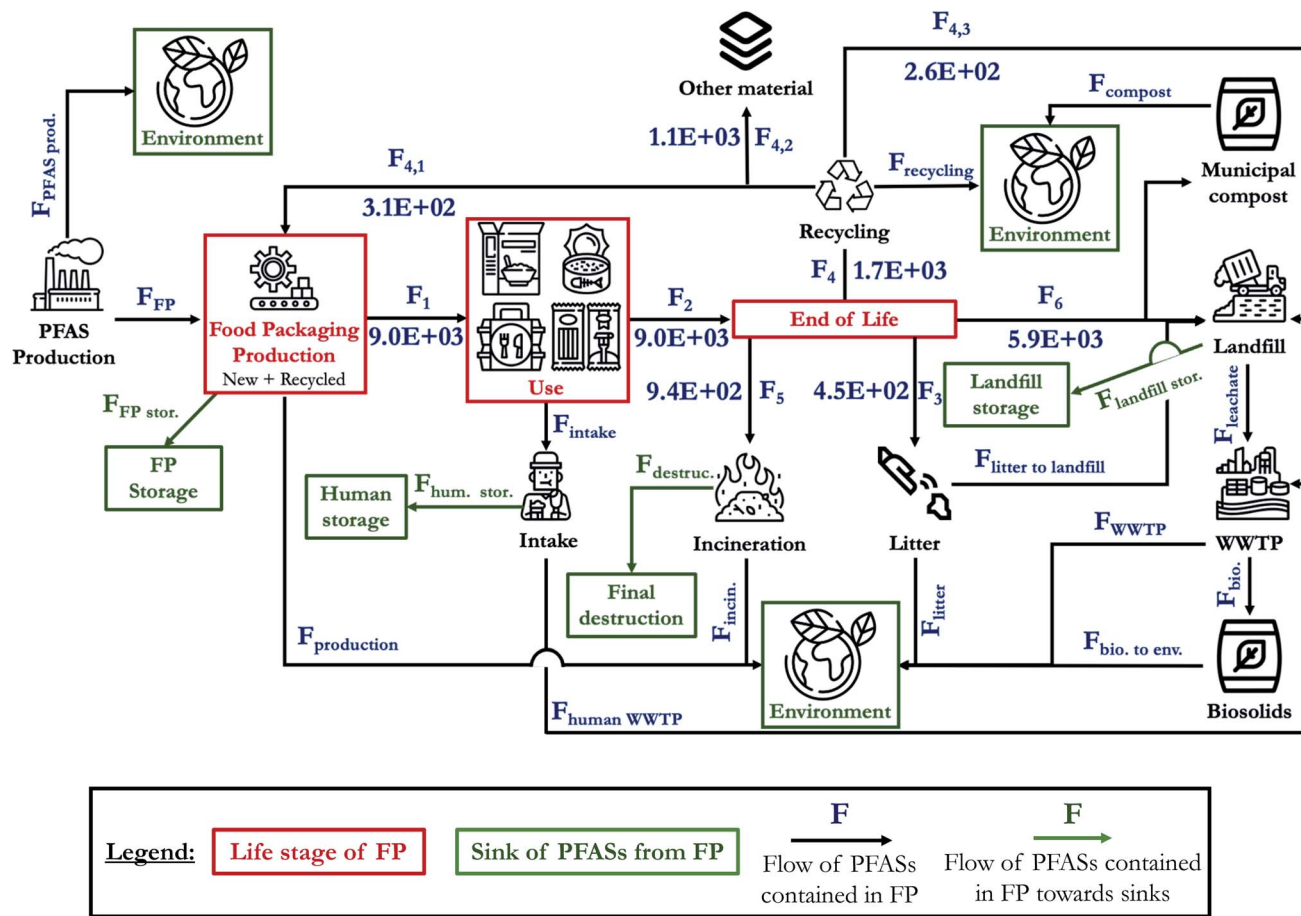 F4,3
2.6E+02
Other material
1.1E+03 F4,2
Fcompost
Environment
Environment
Municipal
compost
FPFAS prod.
F4,1
3.1E+02
Frecycling
Recycling
F4 1.7E+03
PFAS
Production
FFP
Food Packaging
Production
New + Recycled
F1
9.0E+03
Use
F2
9.0E+03
End of Life
F6
5.9E+03
Landfill
FFP stor.
FP
Storage
Fintake
9.4E+02 F5
4.5E+02 F3
Landfill
storage
Flandfill stor.
Fleachate
Human
storage
Fhum. stor.
Intake
Fdestruc.
Incineration
Litter
Flitter to landfill
WWTP
FWWTP
Final
destruction
Fincin.
Flitter
Fbio.
Fproduction
Environment
Fbio. to env.
Biosolids
Fhuman WWTP
Legend:
Life stage of FP
Sink of PFASs from FP
F
Flow of PFASs
contained in FP
F
Flow of PFASs contained
in FP towards sinks